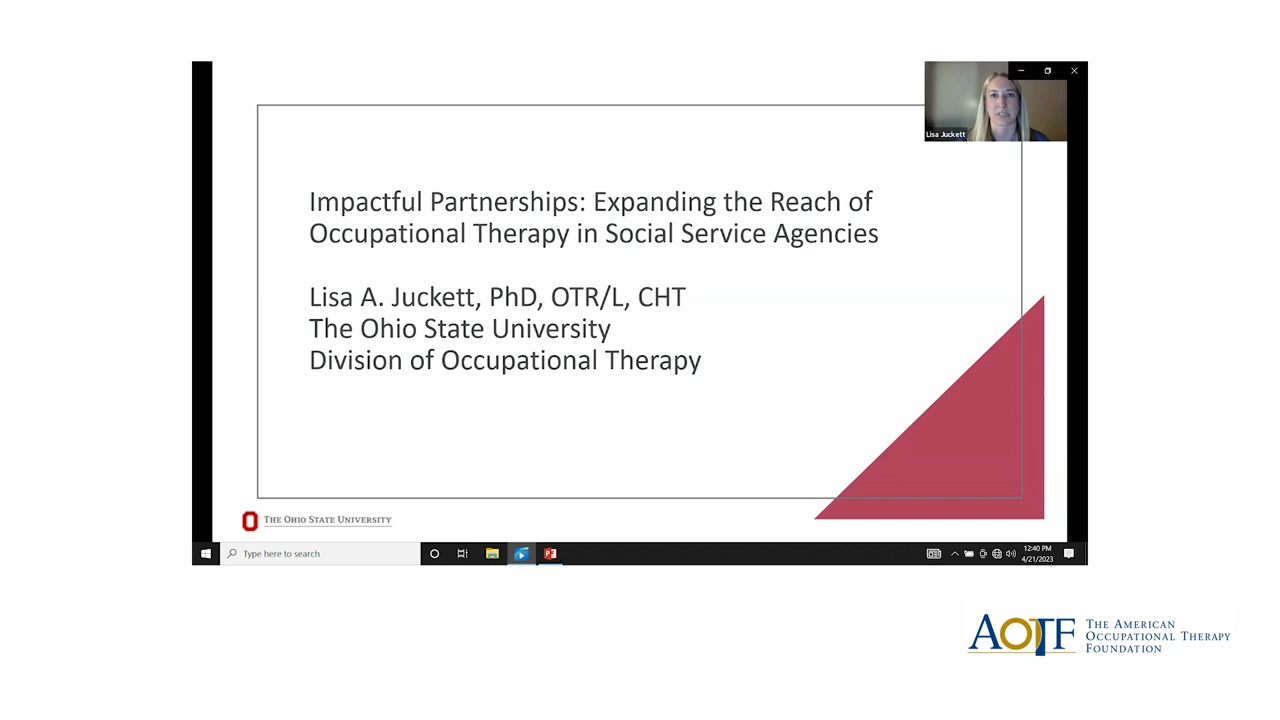 Lisa Juckett
Impactful Partnerships: Expanding the Reach of
Occupational Therapy in Social Service Agencies
Lisa A. Juckett, PhD, OTR/L, CHT
The Ohio State University
Division of Occupational Therapy
THE OHIO STATE UNIVERSITY
Type here to search
12:40 PM
4/21/2023
AOTF
THE AMERICAN
OCCUPATIONAL THERAPY
FOUNDATION